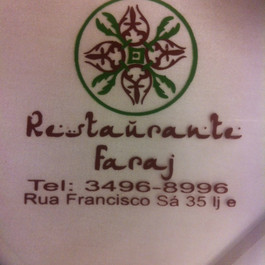 Restaurante
Faraj
Tel: 3496-8996
Rua Francisco Sá 35 lj e